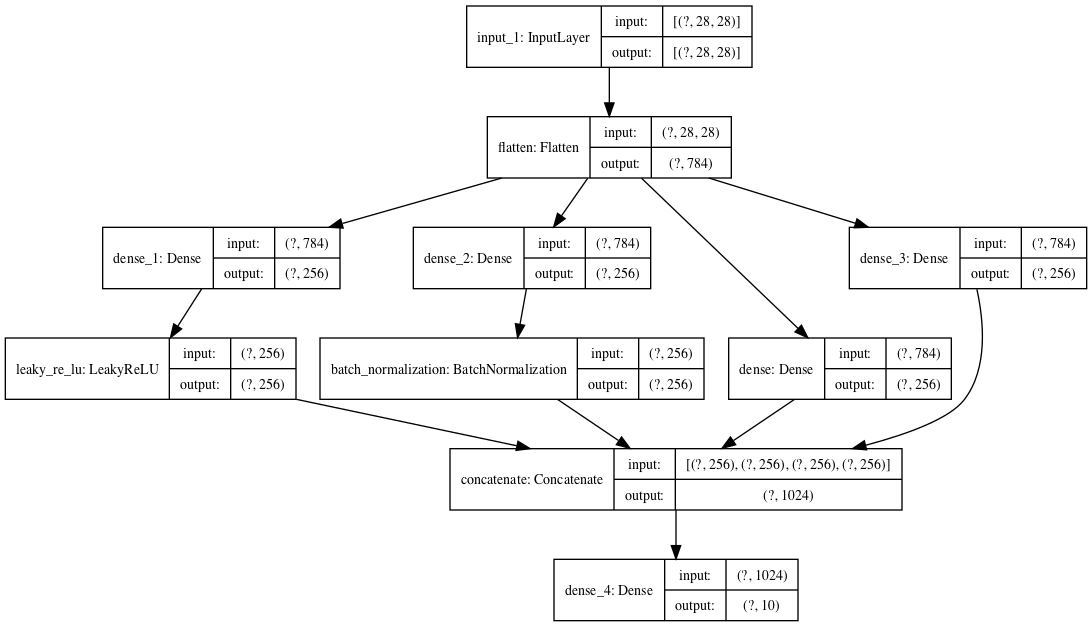 input_1: InputLayer
input: [(?, 28, 28)]
output: [(?, 28, 28)]
flatten: Flatten
input: (?, 28, 28)
output: (?, 784)
dense_1: Dense
input: (?, 784)
output: (?, 256)
dense_2: Dense
input: (?, 784)
output: (?, 256)
dense_3: Dense
input: (?, 784)
output: (?, 256)
leaky_re_lu: LeakyReLU
input: (?, 256)
output: (?, 256)
batch_normalization: BatchNormalization
input: (?, 256)
output: (?, 256)
dense: Dense
input: (?, 784)
output: (?, 256)
concatenate: Concatenate
input: [(?, 256), (?, 256), (?, 256), (?, 256)]
output: (?, 1024)
dense_4: Dense
input: (?, 1024)
output: (?, 10)